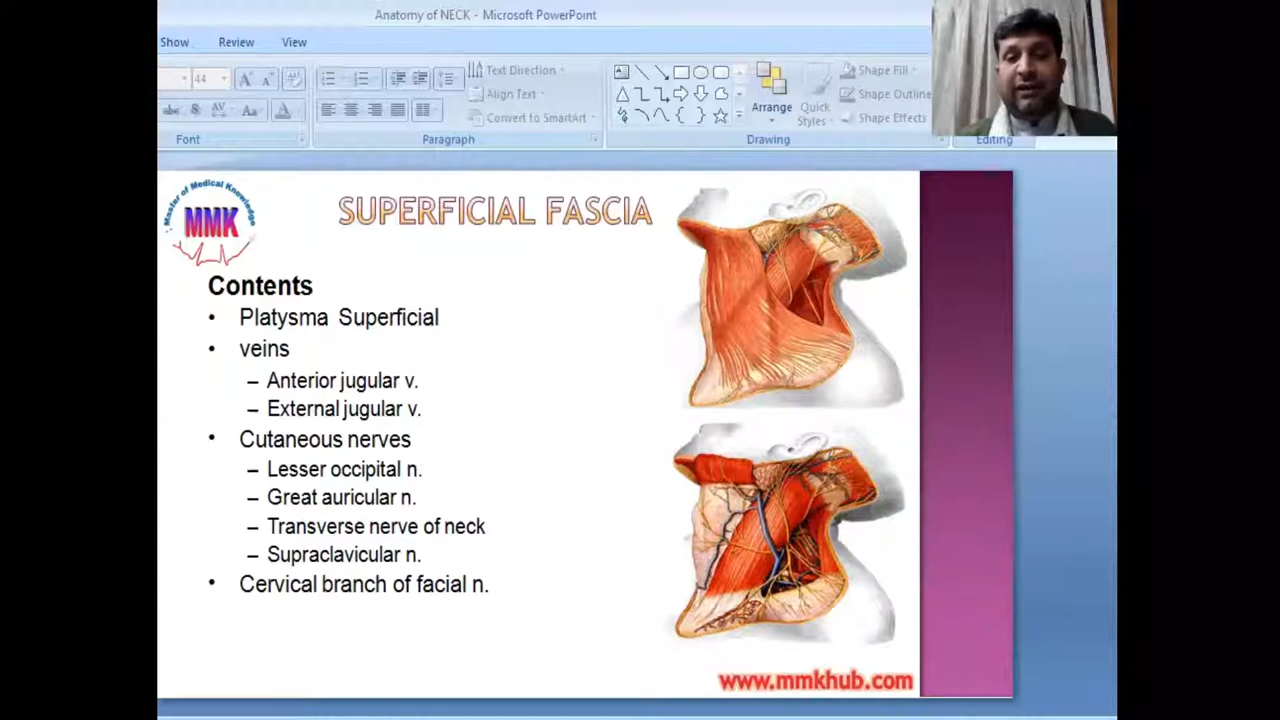 Anatomy of NECK - Microsoft PowerPoint
Show Review View
44 A A
Text Direction
Shape Fill
Align Text
Arrange
Quick
Styles
Shape Outline
abc S AV Aa A
Convert to SmartArt
Shape Effects
Font Paragraph Drawing Editing
Master of Medical Knowledge
MMK
SUPERFICIAL FASCIA
Contents
• Platysma Superficial
• veins
– Anterior jugular v.
– External jugular v.
• Cutaneous nerves
– Lesser occipital n.
– Great auricular n.
– Transverse nerve of neck
– Supraclavicular n.
• Cervical branch of facial n.
www.mmkhub.com